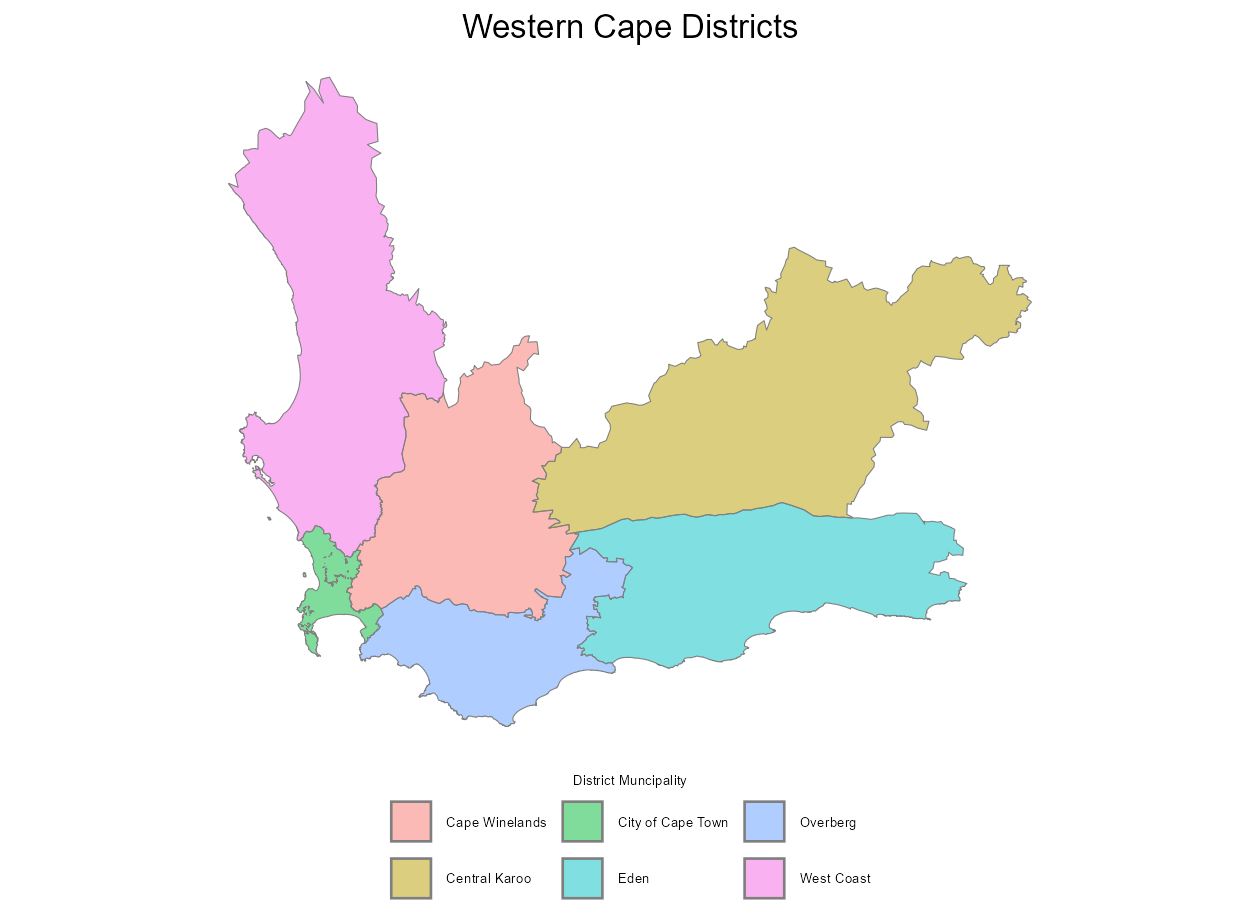 Western Cape Districts
District Muncipality
Cape Winelands
City of Cape Town
Overberg
Central Karoo
Eden
West Coast